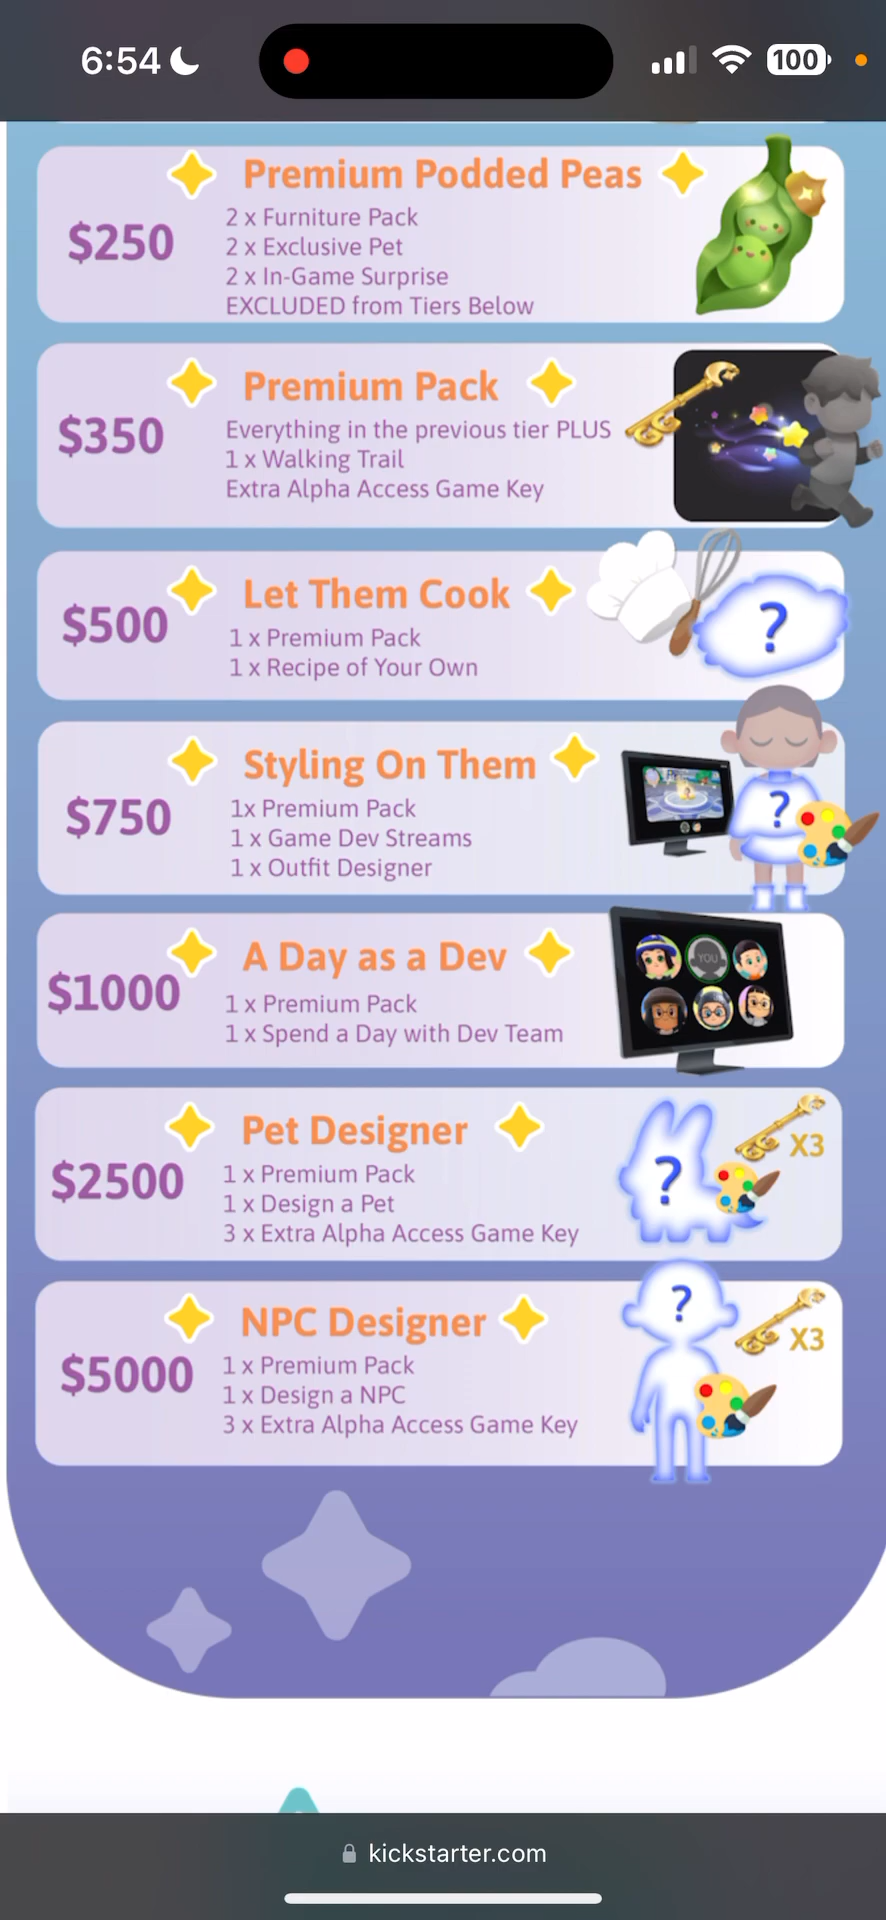 6:54
100
Premium Podded Peas
$250
2 x Furniture Pack
2 x Exclusive Pet
2 x In-Game Surprise
EXCLUDED from Tiers Below
Premium Pack
$350
Everything in the previous tier PLUS
1 x Walking Trail
Extra Alpha Access Game Key
Let Them Cook
$500
1 x Premium Pack
1 x Recipe of Your Own
?
Styling On Them
$750
1x Premium Pack
1 x Game Dev Streams
1 x Outfit Designer
?
A Day as a Dev
$1000
1 x Premium Pack
1 x Spend a Day with Dev Team
YOU
Pet Designer
$2500
1 x Premium Pack
1 x Design a Pet
3 x Extra Alpha Access Game Key
?
X3
NPC Designer
$5000
1 x Premium Pack
1 x Design a NPC
3 x Extra Alpha Access Game Key
?
X3
kickstarter.com